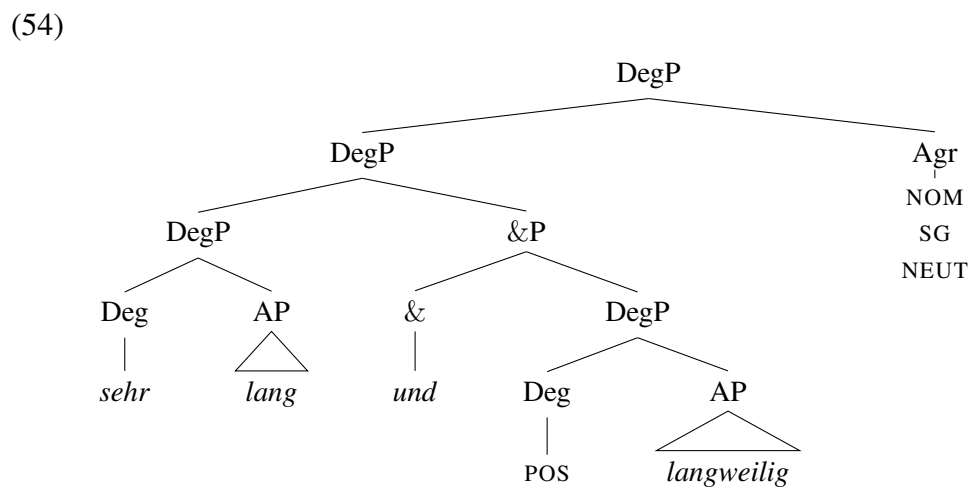 (54)
DegP
DegP Agr
NOM
DegP &P SG
NEUT
Deg AP & DegP
sehr lang und Deg AP
POS langweilig